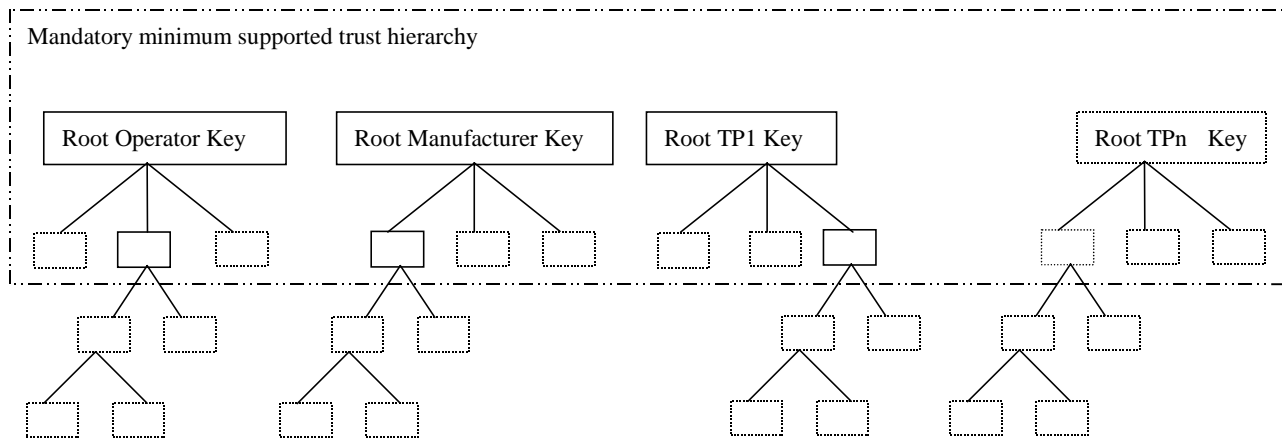 Mandatory minimum supported trust hierarchy
Root Operator Key
Root Manufacturer Key
Root TP1 Key
Root TPn Key